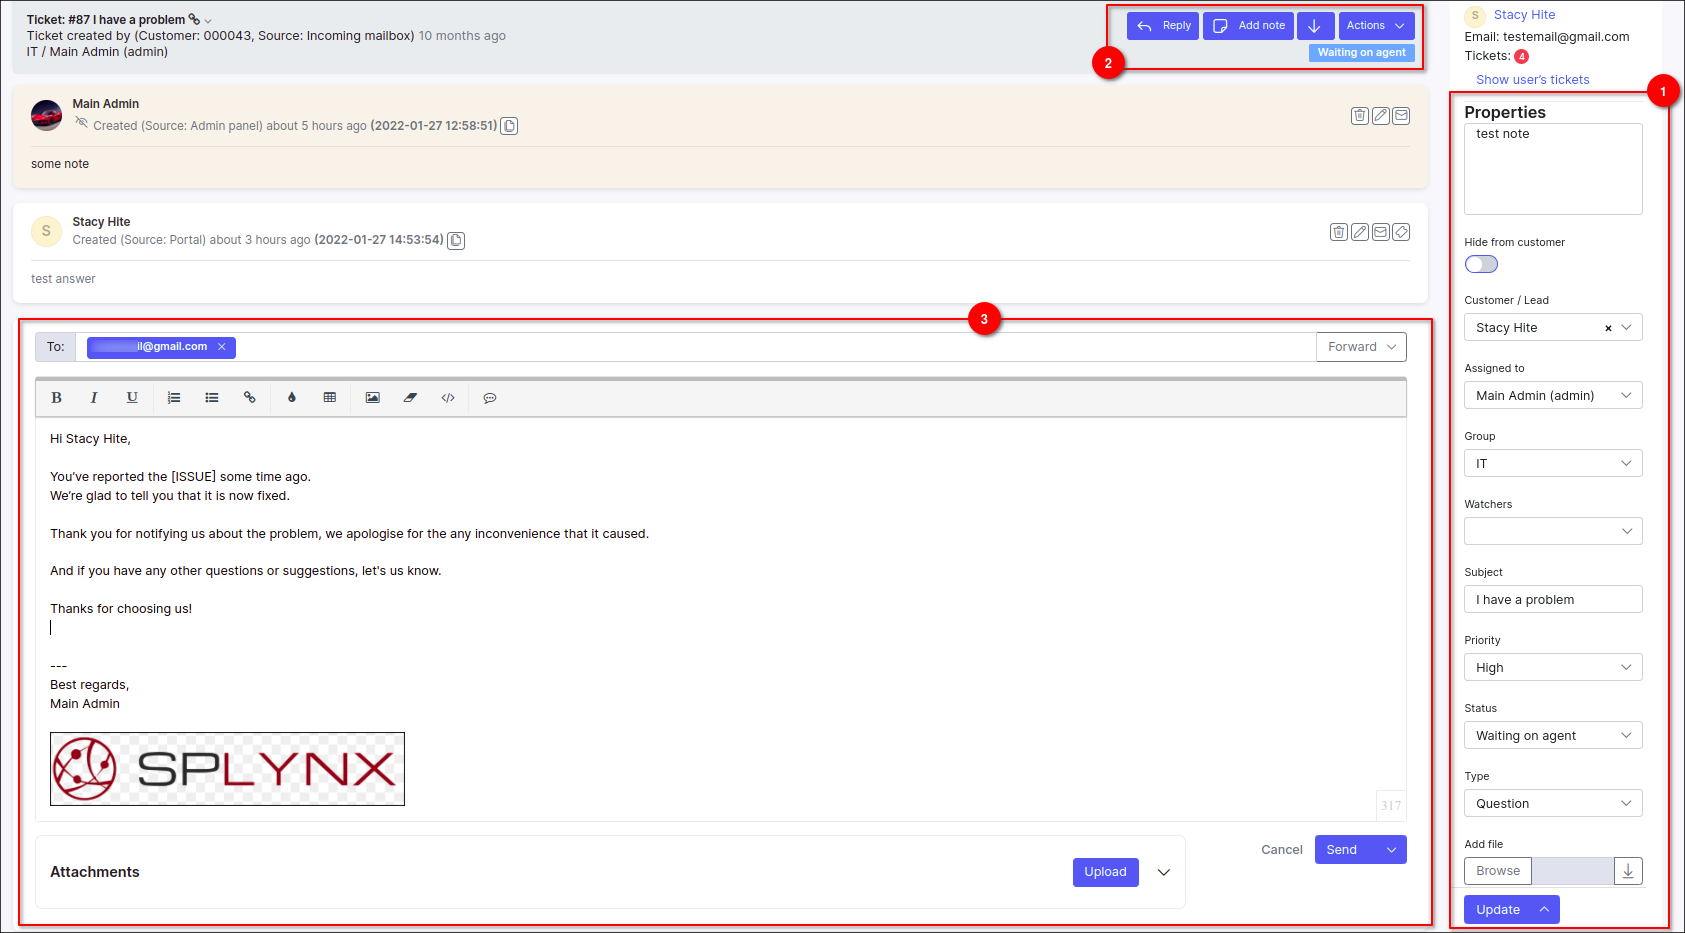 Ticket: #87 I have a problem
Ticket created by (Customer: 000043, Source: Incoming mailbox) 10 months ago
IT / Main Admin (admin)
Reply
Add note
Actions
Waiting on agent
2
S
Stacy Hite
Email: testemail@gmail.com
Tickets: 4
Show user's tickets
1
Main Admin
Created (Source: Admin panel) about 5 hours ago (2022-01-27 12:58:51)
some note
S
Stacy Hite
Created (Source: Portal) about 3 hours ago (2022-01-27 14:53:54)
test answer
3
To:
il@gmail.com ×
Forward
B I U
Hi Stacy Hite,
You've reported the [ISSUE] some time ago.
We're glad to tell you that it is now fixed.
Thank you for notifying us about the problem, we apologise for the any inconvenience that it caused.
And if you have any other questions or suggestions, let's us know.
Thanks for choosing us!
---
Best regards,
Main Admin
SPLYNX
317
Attachments
Upload
Cancel
Send
Properties
test note
Hide from customer
Customer / Lead
Stacy Hite ×
Assigned to
Main Admin (admin)
Group
IT
Watchers
Subject
I have a problem
Priority
High
Status
Waiting on agent
Type
Question
Add file
Browse
Update